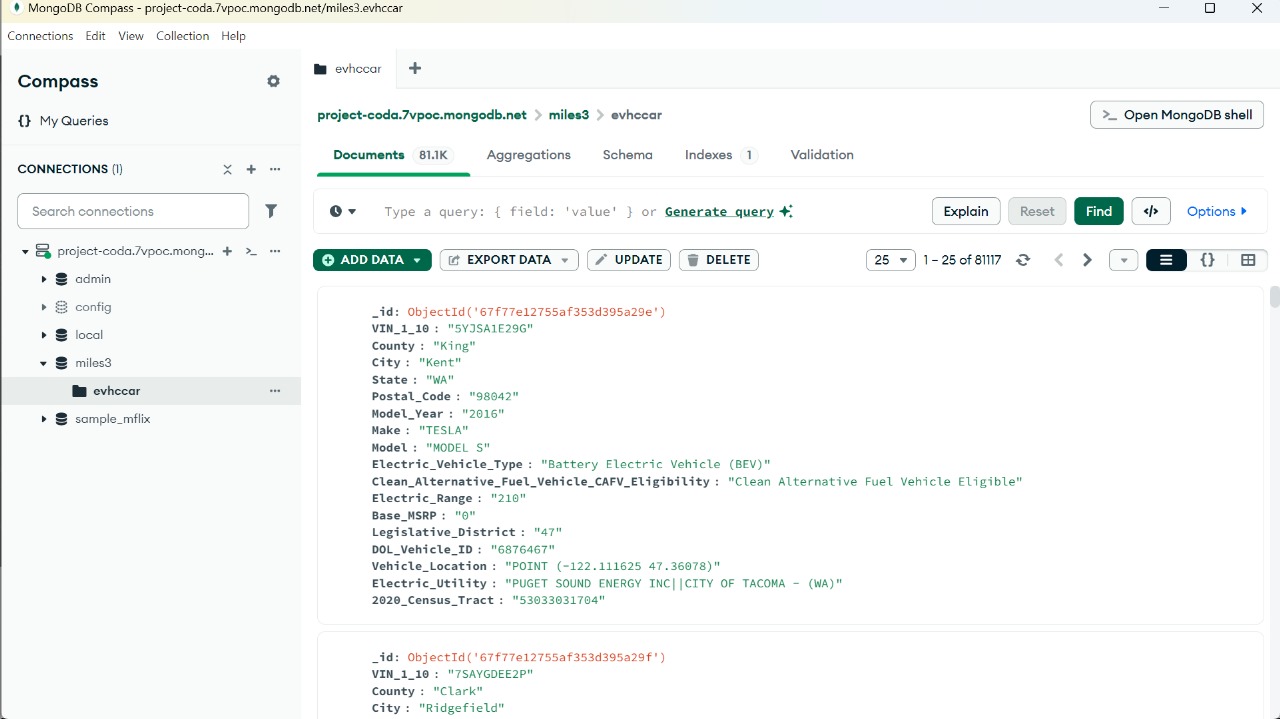 MongoDB Compass - project-coda.7vpoc.mongodb.net/miles3.evhccar
Connections Edit View Collection Help
Compass
{} My Queries
CONNECTIONS (1)
Search connections
project-coda.7vpoc.mong...
admin
config
local
miles3
evhccar
sample_mflix
evhccar
project-coda.7vpoc.mongodb.net > miles3 > evhccar
>_ Open MongoDB shell
Documents 81.1K Aggregations Schema Indexes 1 Validation
Type a query: { field: 'value' } or Generate query
Explain Reset Find </> Options
ADD DATA EXPORT DATA UPDATE DELETE
25 1 – 25 of 81117 {}
_id: ObjectId('67f77e12755af353d395a29e')
VIN_1_10 : "5YJSA1E29G"
County : "King"
City : "Kent"
State : "WA"
Postal_Code : "98042"
Model_Year : "2016"
Make : "TESLA"
Model : "MODEL S"
Electric_Vehicle_Type : "Battery Electric Vehicle (BEV)"
Clean_Alternative_Fuel_Vehicle_CAFV_Eligibility : "Clean Alternative Fuel Vehicle Eligible"
Electric_Range : "210"
Base_MSRP : "0"
Legislative_District : "47"
DOL_Vehicle_ID : "6876467"
Vehicle_Location : "POINT (-122.111625 47.36078)"
Electric_Utility : "PUGET SOUND ENERGY INC||CITY OF TACOMA - (WA)"
2020_Census_Tract : "53033031704"
_id: ObjectId('67f77e12755af353d395a29f')
VIN_1_10 : "7SAYGDEE2P"
County : "Clark"
City : "Ridgefield"